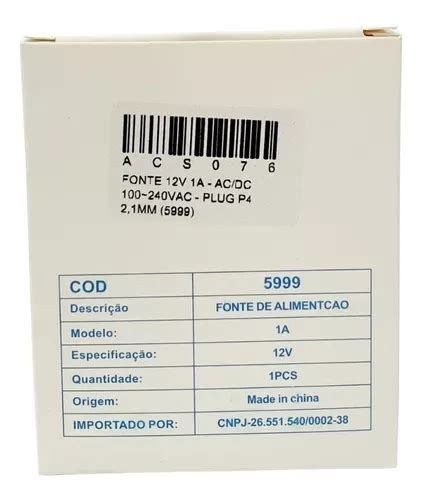 ACS076
FONTE 12V 1A - AC/DC
100~240VAC - PLUG P4
2,1MM (5999)
COD 5999
Descrição FONTE DE ALIMENTCAO
Modelo: 1A
Especificação: 12V
Quantidade: 1PCS
Origem: Made in china
IMPORTADO POR: CNPJ-26.551.540/0002-38